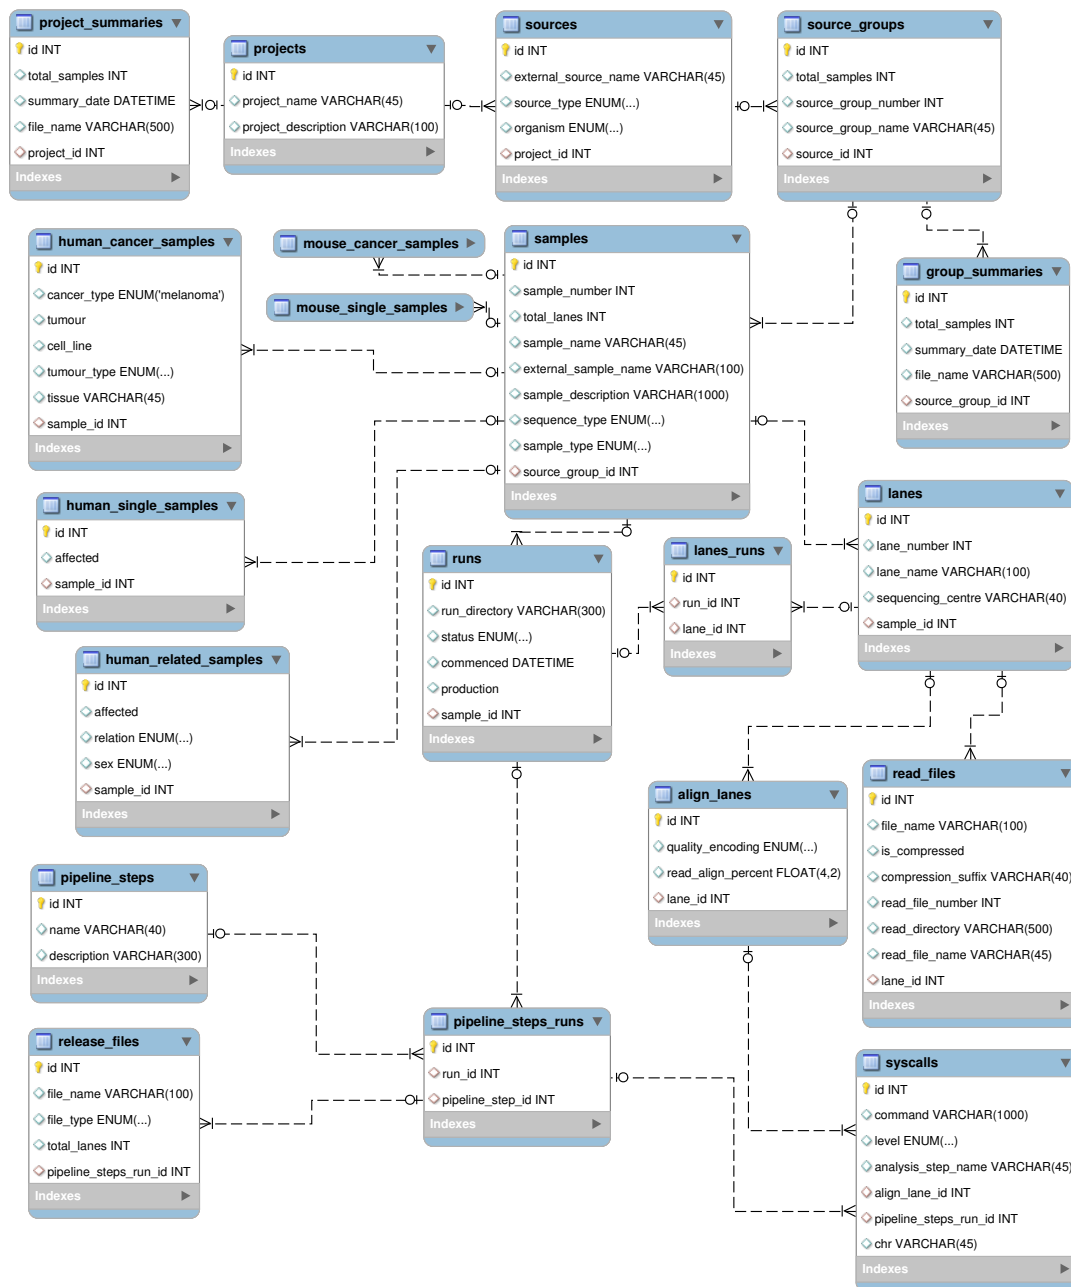 project_summaries
id INT
total_samples INT
summary_date DATETIME
file_name VARCHAR(500)
project_id INT
Indexes
projects
id INT
project_name VARCHAR(45)
project_description VARCHAR(100)
Indexes
sources
id INT
external_source_name VARCHAR(45)
source_type ENUM(...)
organism ENUM(...)
project_id INT
Indexes
source_groups
id INT
total_samples INT
source_group_number INT
source_group_name VARCHAR(45)
source_id INT
Indexes
human_cancer_samples
id INT
cancer_type ENUM('melanoma')
tumour
cell_line
tumour_type ENUM(...)
tissue VARCHAR(45)
sample_id INT
Indexes
mouse_cancer_samples
mouse_single_samples
samples
id INT
sample_number INT
total_lanes INT
sample_name VARCHAR(45)
external_sample_name VARCHAR(100)
sample_description VARCHAR(1000)
sequence_type ENUM(...)
sample_type ENUM(...)
source_group_id INT
Indexes
group_summaries
id INT
total_samples INT
summary_date DATETIME
file_name VARCHAR(500)
source_group_id INT
Indexes
human_single_samples
id INT
affected
sample_id INT
Indexes
runs
id INT
run_directory VARCHAR(300)
status ENUM(...)
commenced DATETIME
production
sample_id INT
Indexes
lanes_runs
id INT
run_id INT
lane_id INT
Indexes
lanes
id INT
lane_number INT
lane_name VARCHAR(100)
sequencing_centre VARCHAR(40)
sample_id INT
Indexes
human_related_samples
id INT
affected
relation ENUM(...)
sex ENUM(...)
sample_id INT
Indexes
align_lanes
id INT
quality_encoding ENUM(...)
read_align_percent FLOAT(4,2)
lane_id INT
Indexes
read_files
id INT
file_name VARCHAR(100)
is_compressed
compression_suffix VARCHAR(40)
read_file_number INT
read_directory VARCHAR(500)
read_file_name VARCHAR(45)
lane_id INT
Indexes
pipeline_steps
id INT
name VARCHAR(40)
description VARCHAR(300)
Indexes
release_files
id INT
file_name VARCHAR(100)
file_type ENUM(...)
total_lanes INT
pipeline_steps_run_id INT
Indexes
pipeline_steps_runs
id INT
run_id INT
pipeline_step_id INT
Indexes
syscalls
id INT
command VARCHAR(1000)
level ENUM(...)
analysis_step_name VARCHAR(45)
align_lane_id INT
pipeline_steps_run_id INT
chr VARCHAR(45)
Indexes